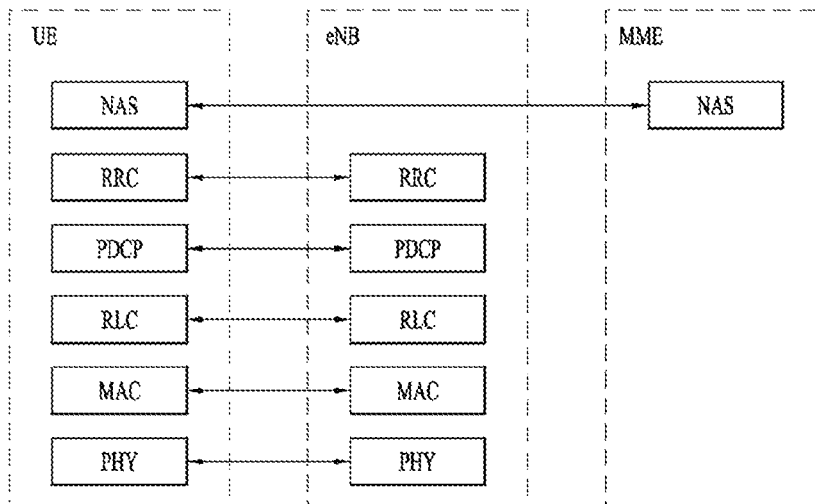 UE eNB MME
NAS NAS
RRC RRC
PDCP PDCP
RLC RLC
MAC MAC
PHY PHY